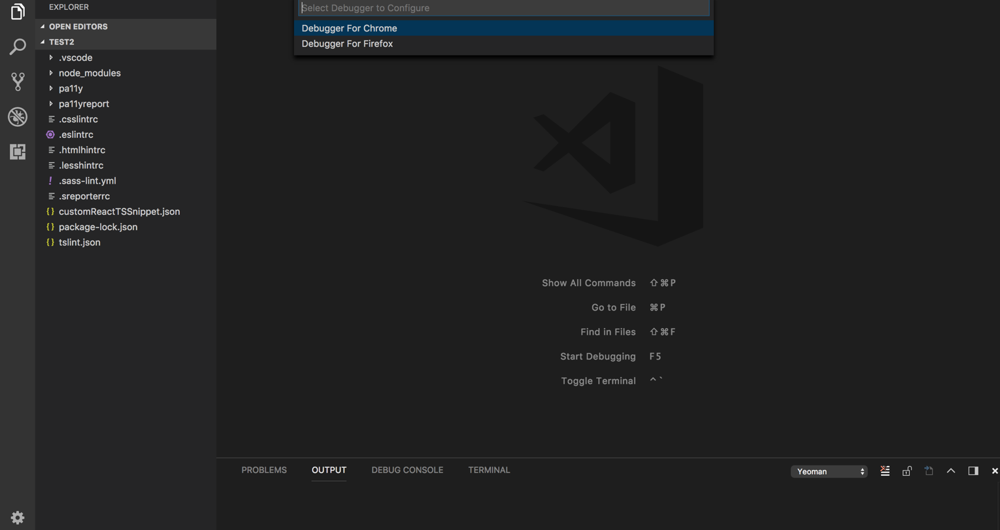 EXPLORER
OPEN EDITORS
TEST2
.vscode
node_modules
pa11y
pa11yreport
.csslintrc
.eslintrc
.htmlhintrc
.lesshintrc
.sass-lint.yml
.sreporterrc
customReactTSSnippet.json
package-lock.json
tslint.json
Select Debugger to Configure
Debugger For Chrome
Debugger For Firefox
Show All Commands ⇧⌘P
Go to File ⌘P
Find in Files ⇧⌘F
Start Debugging F5
Toggle Terminal ^`
PROBLEMS OUTPUT DEBUG CONSOLE TERMINAL Yeoman